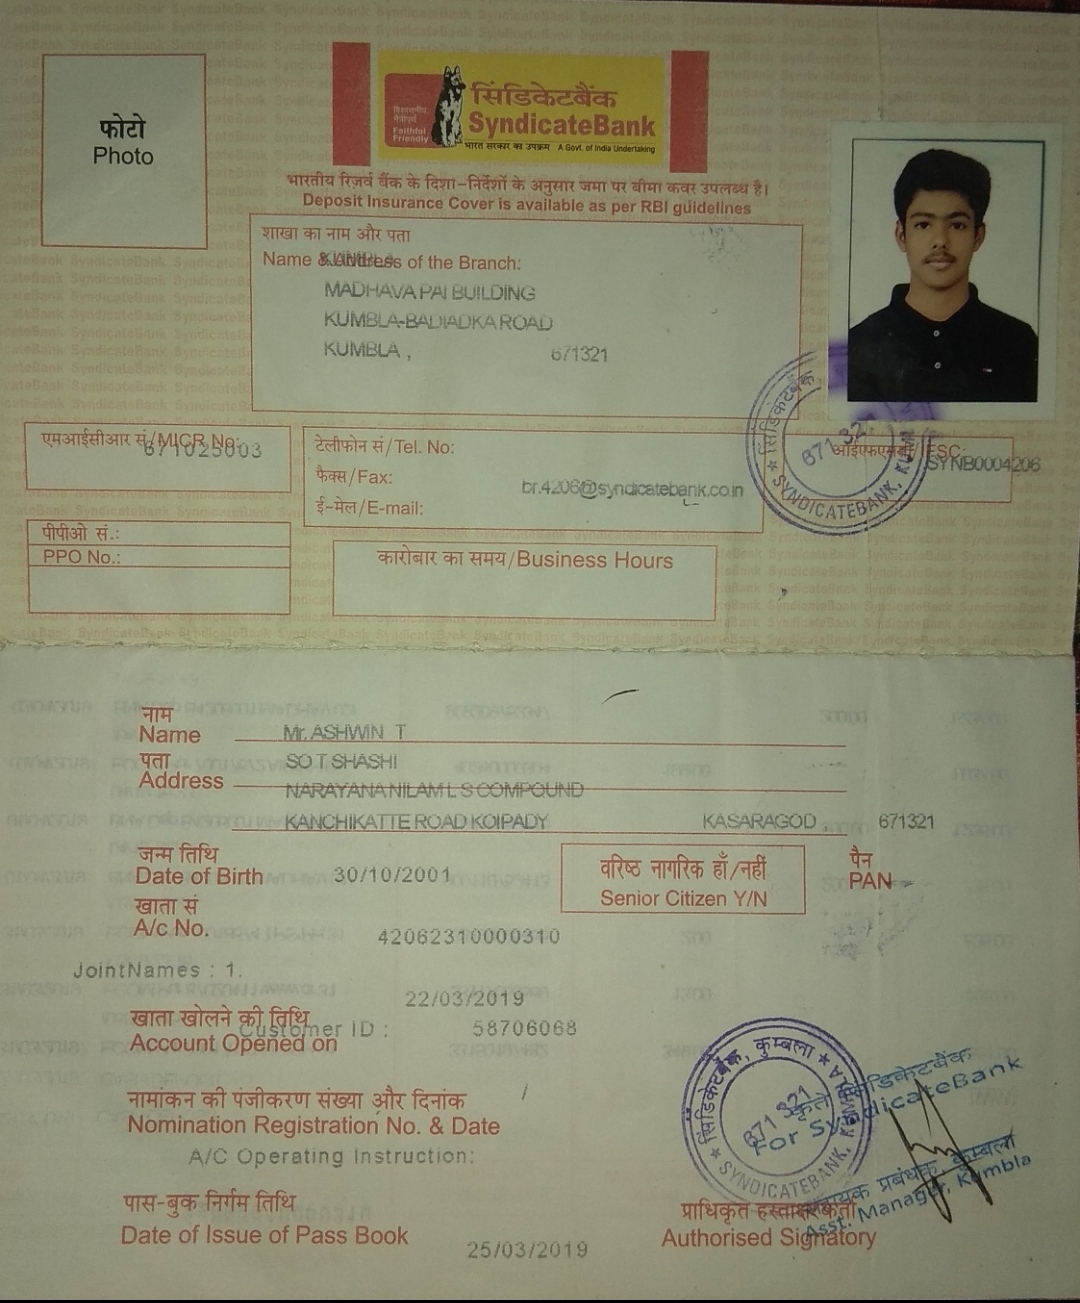 फोटो
Photo
विश्वसनीय
मैत्रीपूर्ण
Faithful
Friendly
सिंडिकेटबैंक
SyndicateBank
भारत सरकार का उपक्रम A Govt. of India Undertaking
भारतीय रिज़र्व बैंक के दिशा-निर्देशों के अनुसार जमा पर बीमा कवर उपलब्ध है।
Deposit Insurance Cover is available as per RBI guidelines
शाखा का नाम और पता
Name & Address of the Branch:
KUMBLA
MADHAVA PAI BUILDING
KUMBLA-BADIADKA ROAD
KUMBLA , 671321
एमआईसीआर सं/MICR No:
671025003
टेलीफोन सं/Tel. No:
फैक्स/Fax:
br.4206@syndicatebank.co.in
ई-मेल/E-mail:
सिंडिकेटबैंक
671 321
SYNDICATEBANK,
SYNB0004206
पीपीओ सं.:
PPO No.:
कारोबार का समय/Business Hours
नाम
Name Mr. ASHWIN T
पता
Address SO T SHASHI
NARAYANA NILAM L S COMPOUND
KANCHIKATTE ROAD KOIPADY KASARAGOD , 671321
जन्म तिथि
Date of Birth 30/10/2001
वरिष्ठ नागरिक हाँ/नहीं
Senior Citizen Y/N
पैन
PAN
खाता सं
A/c No. 42062310000310
JointNames : 1.
22/03/2019
खाता खोलने की तिथि
Customer ID : 58706068
Account Opened on
नामांकन की पंजीकरण संख्या और दिनांक /
Nomination Registration No. & Date
A/C Operating Instruction:
पास-बुक निर्गम तिथि
Date of Issue of Pass Book
25/03/2019
सिंडिकेटबैंक, कुम्बला
671 321
SYNDICATEBANK, KUMBLA
कृते सिंडिकेटबैंक
For SyndicateBank
सहायक प्रबंधक, कुम्बला
Asst. Manager, Kumbla
प्राधिकृत हस्ताक्षरकर्ता
Authorised Signatory